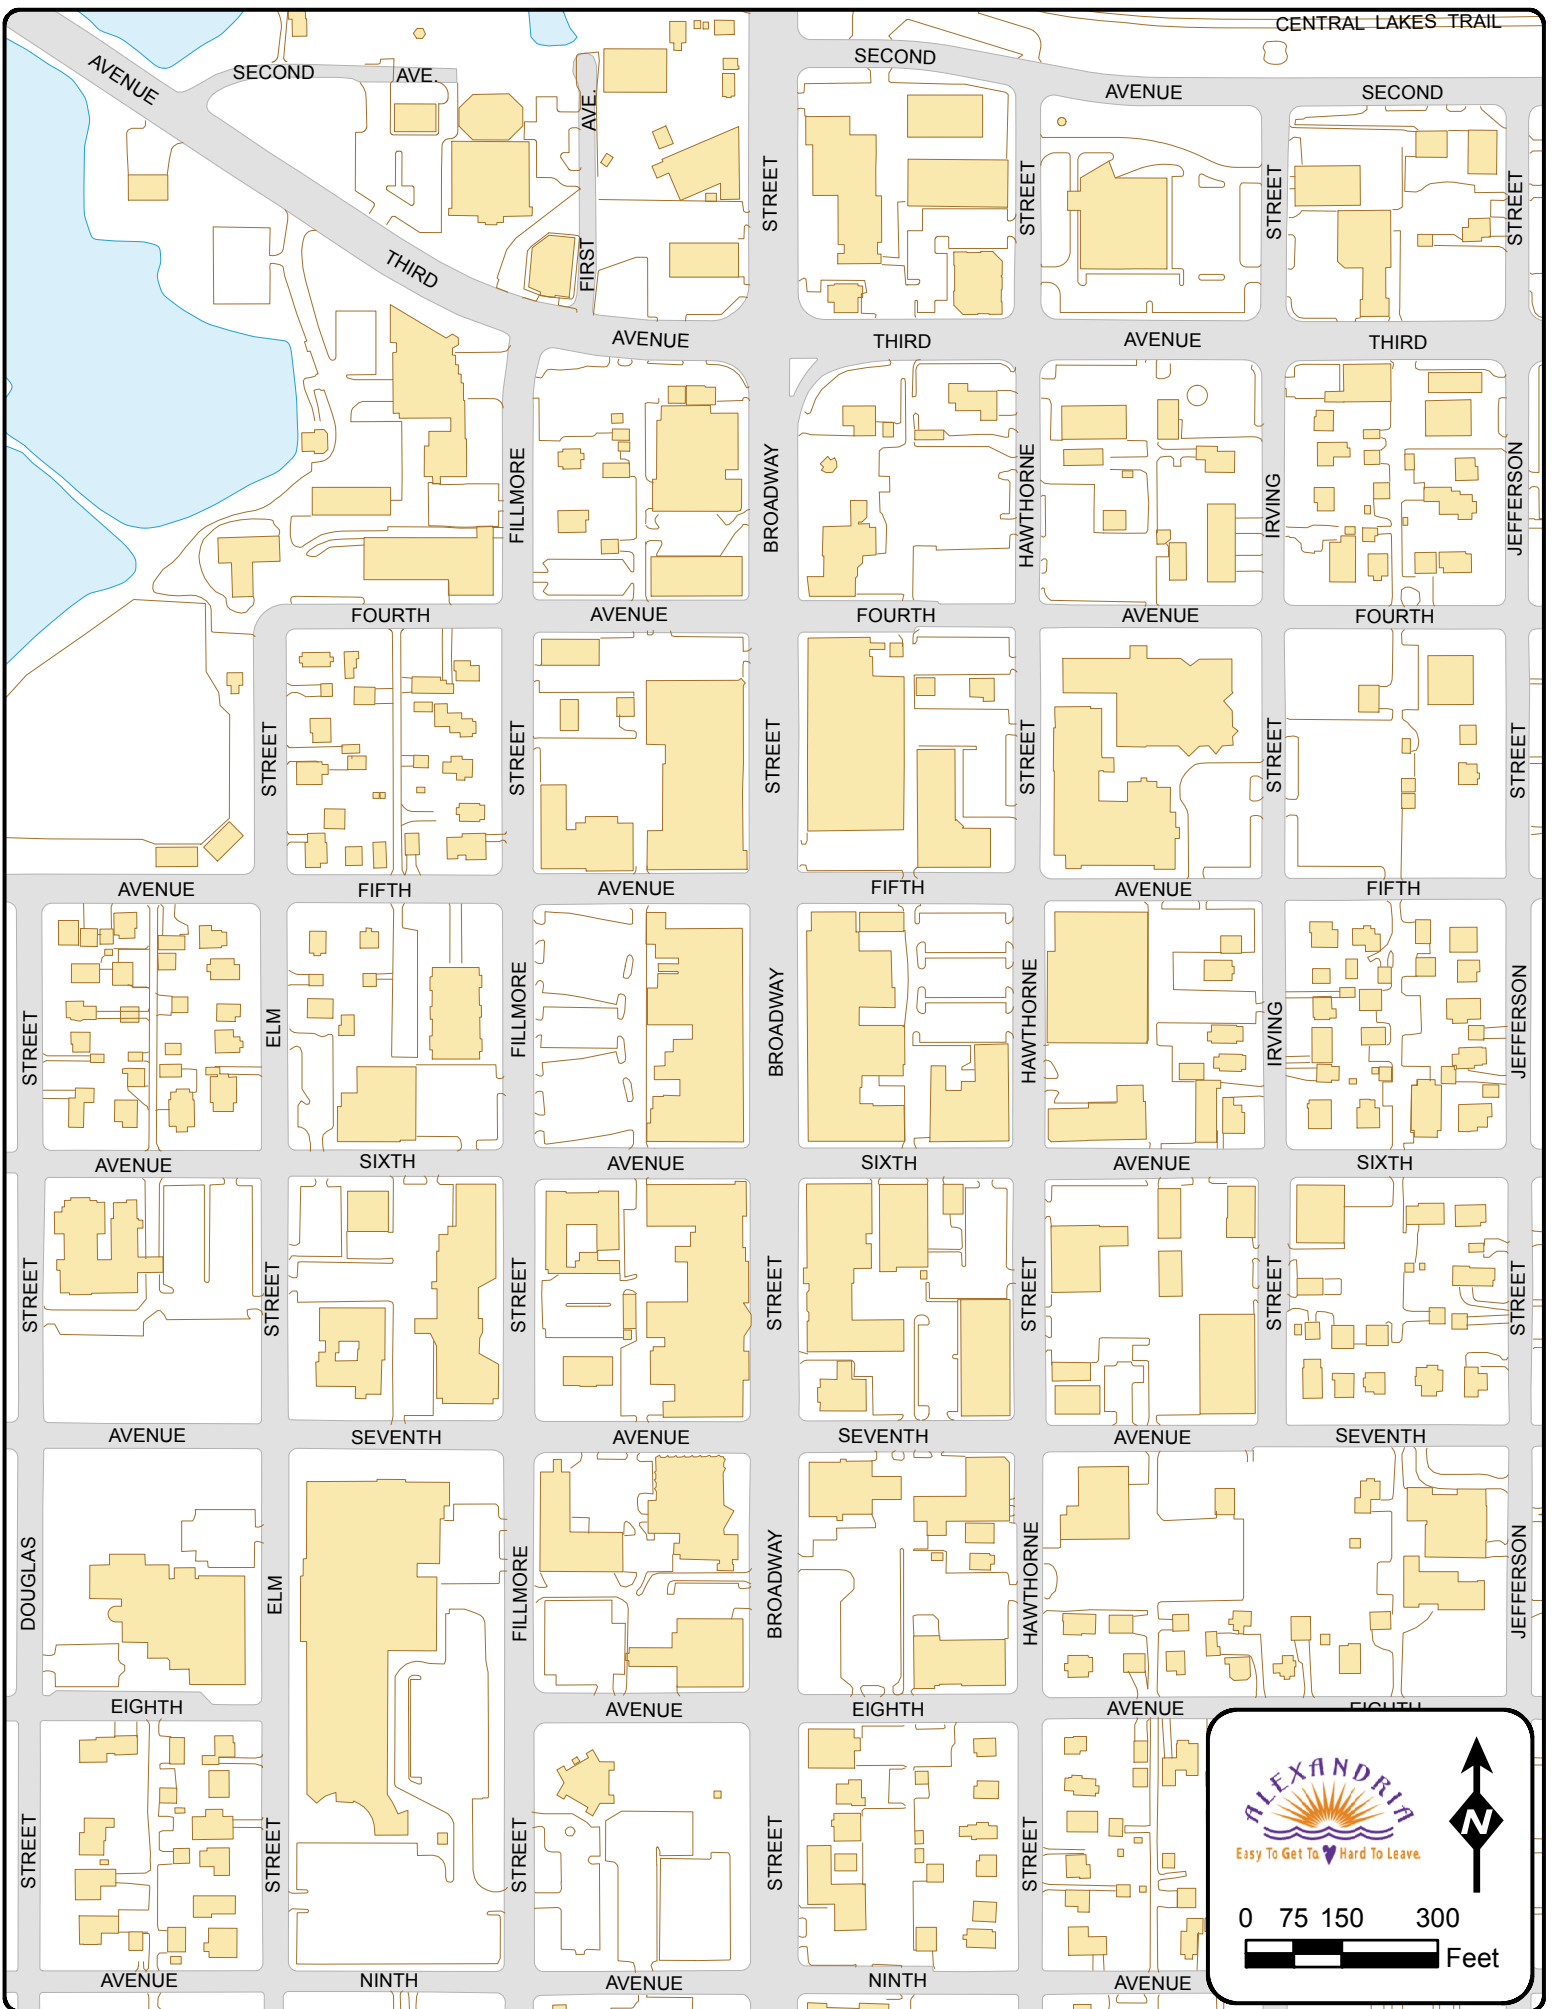 CENTRAL LAKES TRAIL
SECOND
AVENUE
SECOND
AVE.
AVENUE
SECOND
AVE.
STREET
STREET
STREET
STREET
FIRST
THIRD
AVENUE
THIRD
AVENUE
THIRD
FILLMORE
BROADWAY
HAWTHORNE
IRVING
JEFFERSON
FOURTH
AVENUE
FOURTH
AVENUE
FOURTH
STREET
STREET
STREET
STREET
STREET
STREET
AVENUE
FIFTH
AVENUE
FIFTH
AVENUE
FIFTH
STREET
ELM
FILLMORE
BROADWAY
HAWTHORNE
IRVING
JEFFERSON
AVENUE
SIXTH
AVENUE
SIXTH
AVENUE
SIXTH
STREET
STREET
STREET
STREET
STREET
STREET
STREET
AVENUE
SEVENTH
AVENUE
SEVENTH
AVENUE
SEVENTH
DOUGLAS
ELM
FILLMORE
BROADWAY
HAWTHORNE
JEFFERSON
EIGHTH
AVENUE
EIGHTH
AVENUE
EIGHTH
STREET
STREET
STREET
STREET
STREET
AVENUE
NINTH
AVENUE
NINTH
AVENUE
ALEXANDRIA
Easy To Get To. Hard To Leave.
N
0 75 150 300
Feet